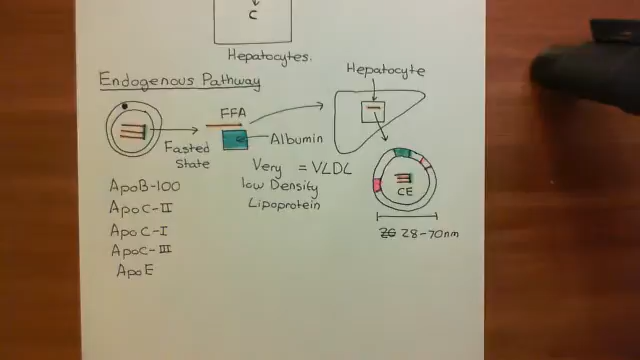 C
Hepatocytes.
Endogenous Pathway
Hepatocyte
FFA
Albumin
Fasted
State
Very = VLDL
low Density
Lipoprotein
CE
28-70nm
ApoB-100
ApoC-II
ApoC-I
ApoC-III
ApoE